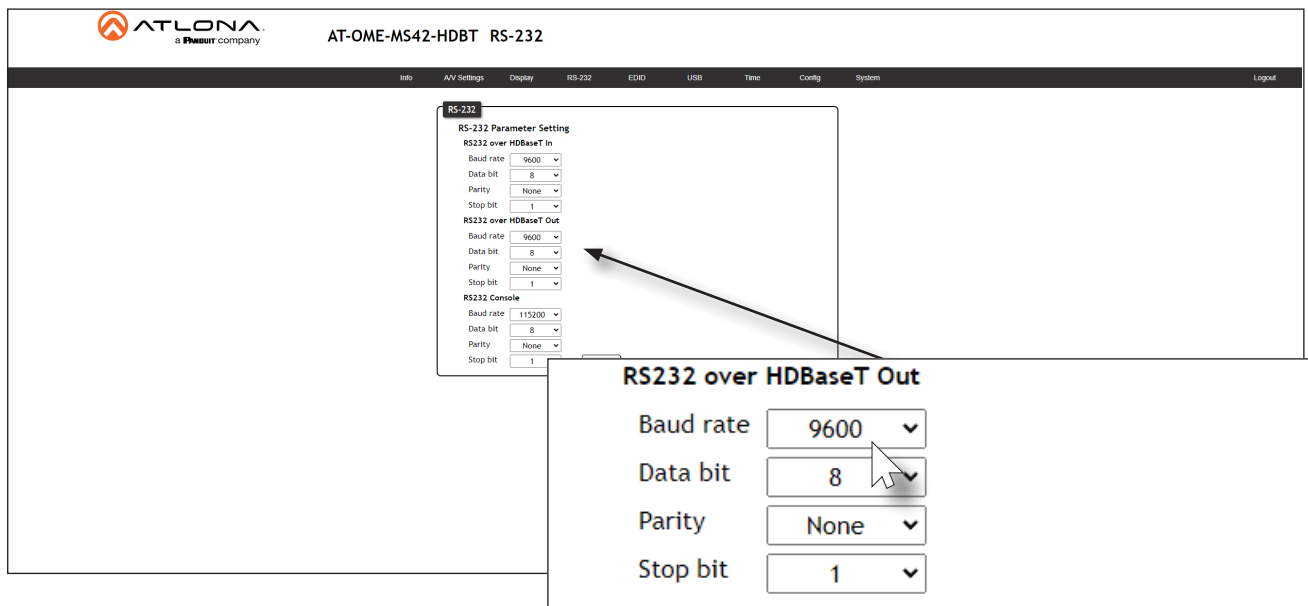 ATLONA.
a PANDUIT company
AT-OME-MS42-HDBT RS-232
Info A/V Settings Display RS-232 EDID USB Time Config System Logout
RS-232
RS-232 Parameter Setting
RS232 over HDBaseT In
Baud rate 9600
Data bit 8
Parity None
Stop bit 1
RS232 over HDBaseT Out
Baud rate 9600
Data bit 8
Parity None
Stop bit 1
RS232 Console
Baud rate 115200
Data bit 8
Parity None
Stop bit 1
RS232 over HDBaseT Out
Baud rate 9600
Data bit 8
Parity None
Stop bit 1